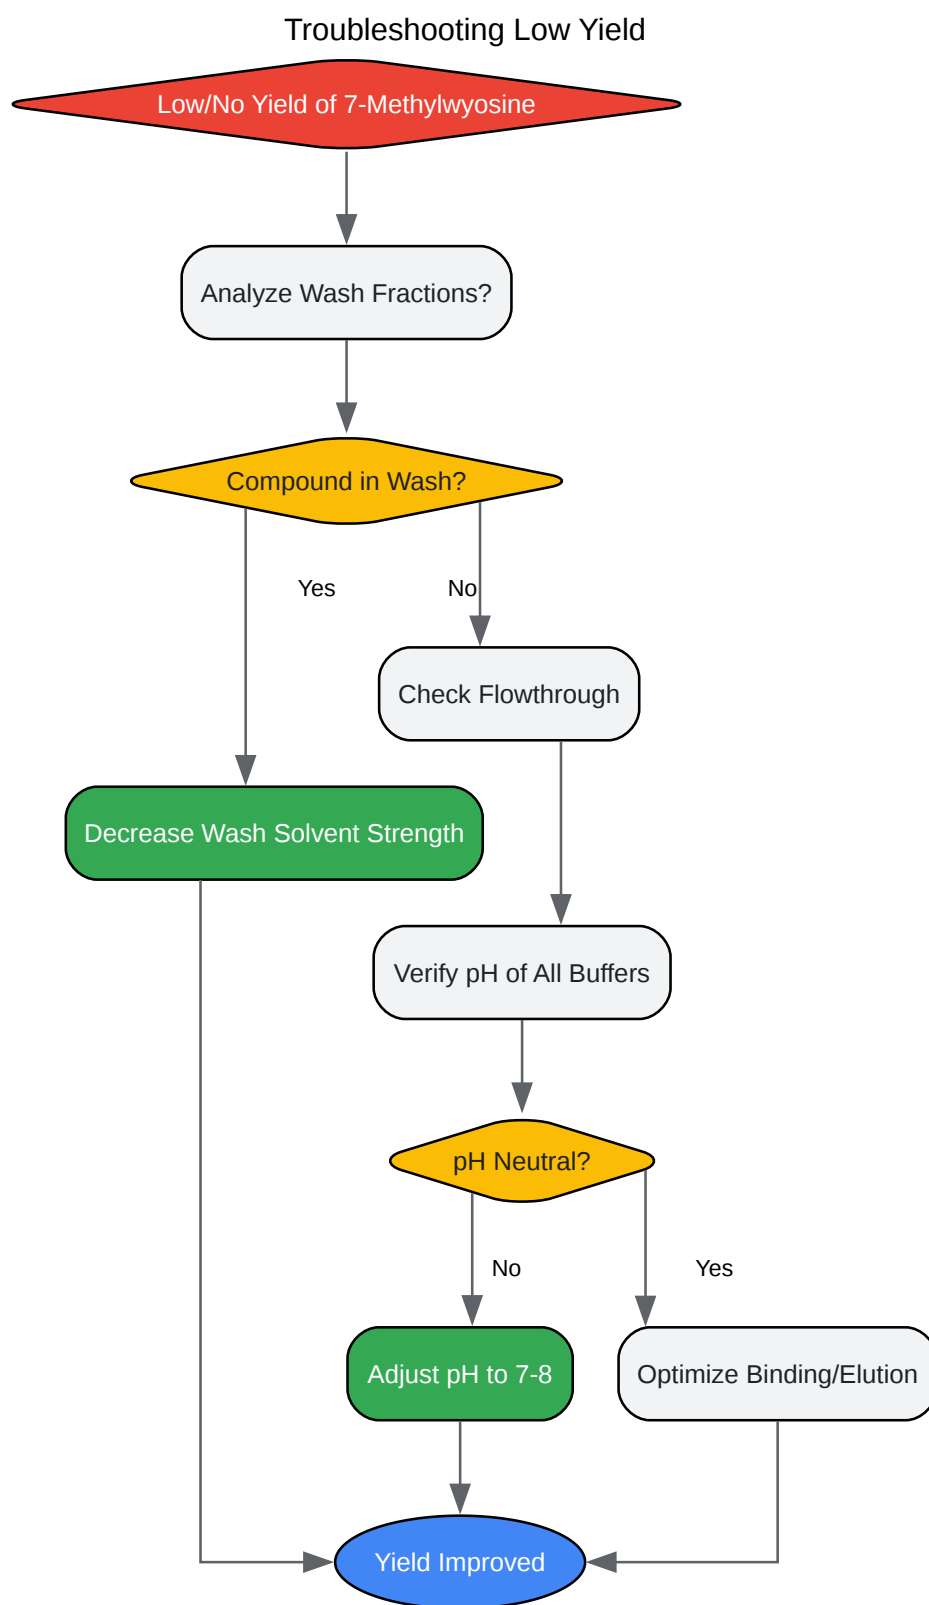 Troubleshooting Low Yield
Low/No Yield of 7-Methylwyosine
Analyze Wash Fractions?
Compound in Wash?
Yes
No
Check Flowthrough
Decrease Wash Solvent Strength
Verify pH of All Buffers
pH Neutral?
No
Yes
Adjust pH to 7-8
Optimize Binding/Elution
Yield Improved